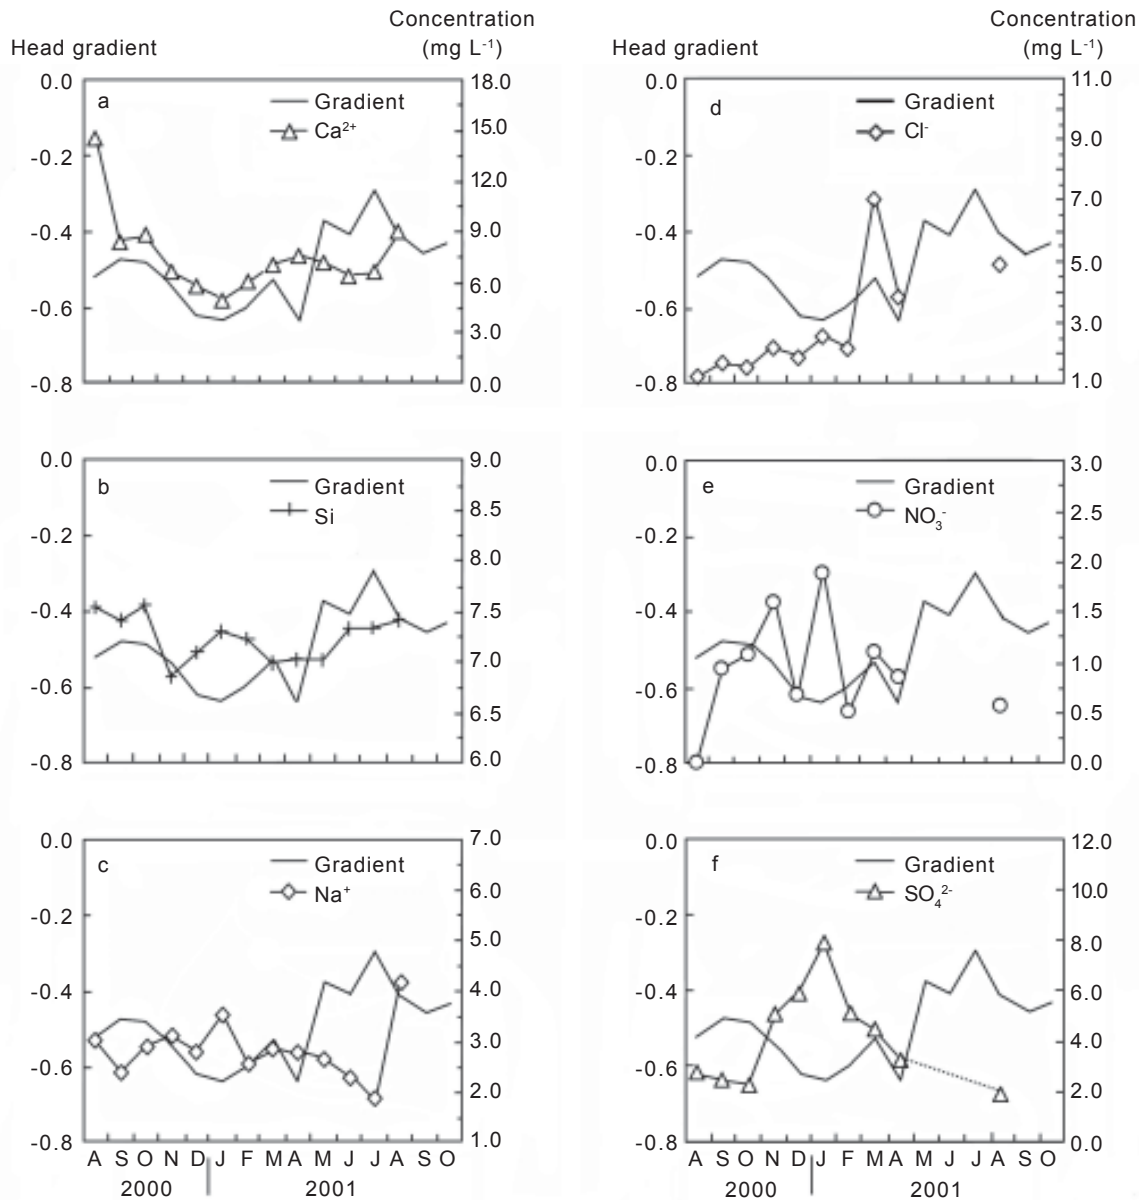 Concentration
(mg L-1)
Head gradient
0.0
-0.2
-0.4
-0.6
-0.8
a
Gradient
Ca2+
18.0
15.0
12.0
9.0
6.0
5.0
3.0
0.0
Concentration
(mg L-1)
Head gradient
0.0
-0.2
-0.4
-0.6
-0.8
d
Gradient
Cl-
11.0
9.0
7.0
5.0
3.0
1.0
0.0
-0.2
-0.4
-0.6
-0.8
b
Gradient
Si
9.0
8.5
8.0
7.5
7.0
6.5
6.0
0.0
-0.2
-0.4
-0.6
-0.8
e
Gradient
NO3-
3.0
2.5
2.0
1.5
1.0
0.5
0.0
0.0
-0.2
-0.4
-0.6
-0.8
c
Gradient
Na+
7.0
6.0
5.0
4.0
3.0
2.0
1.0
A S O N D J F M A M J J A S O
2000 2001
0.0
-0.2
-0.4
-0.6
-0.8
f
Gradient
SO42-
12.0
10.0
8.0
6.0
4.0
2.0
0.0
A S O N D J F M A M J J A S O
2000 2001